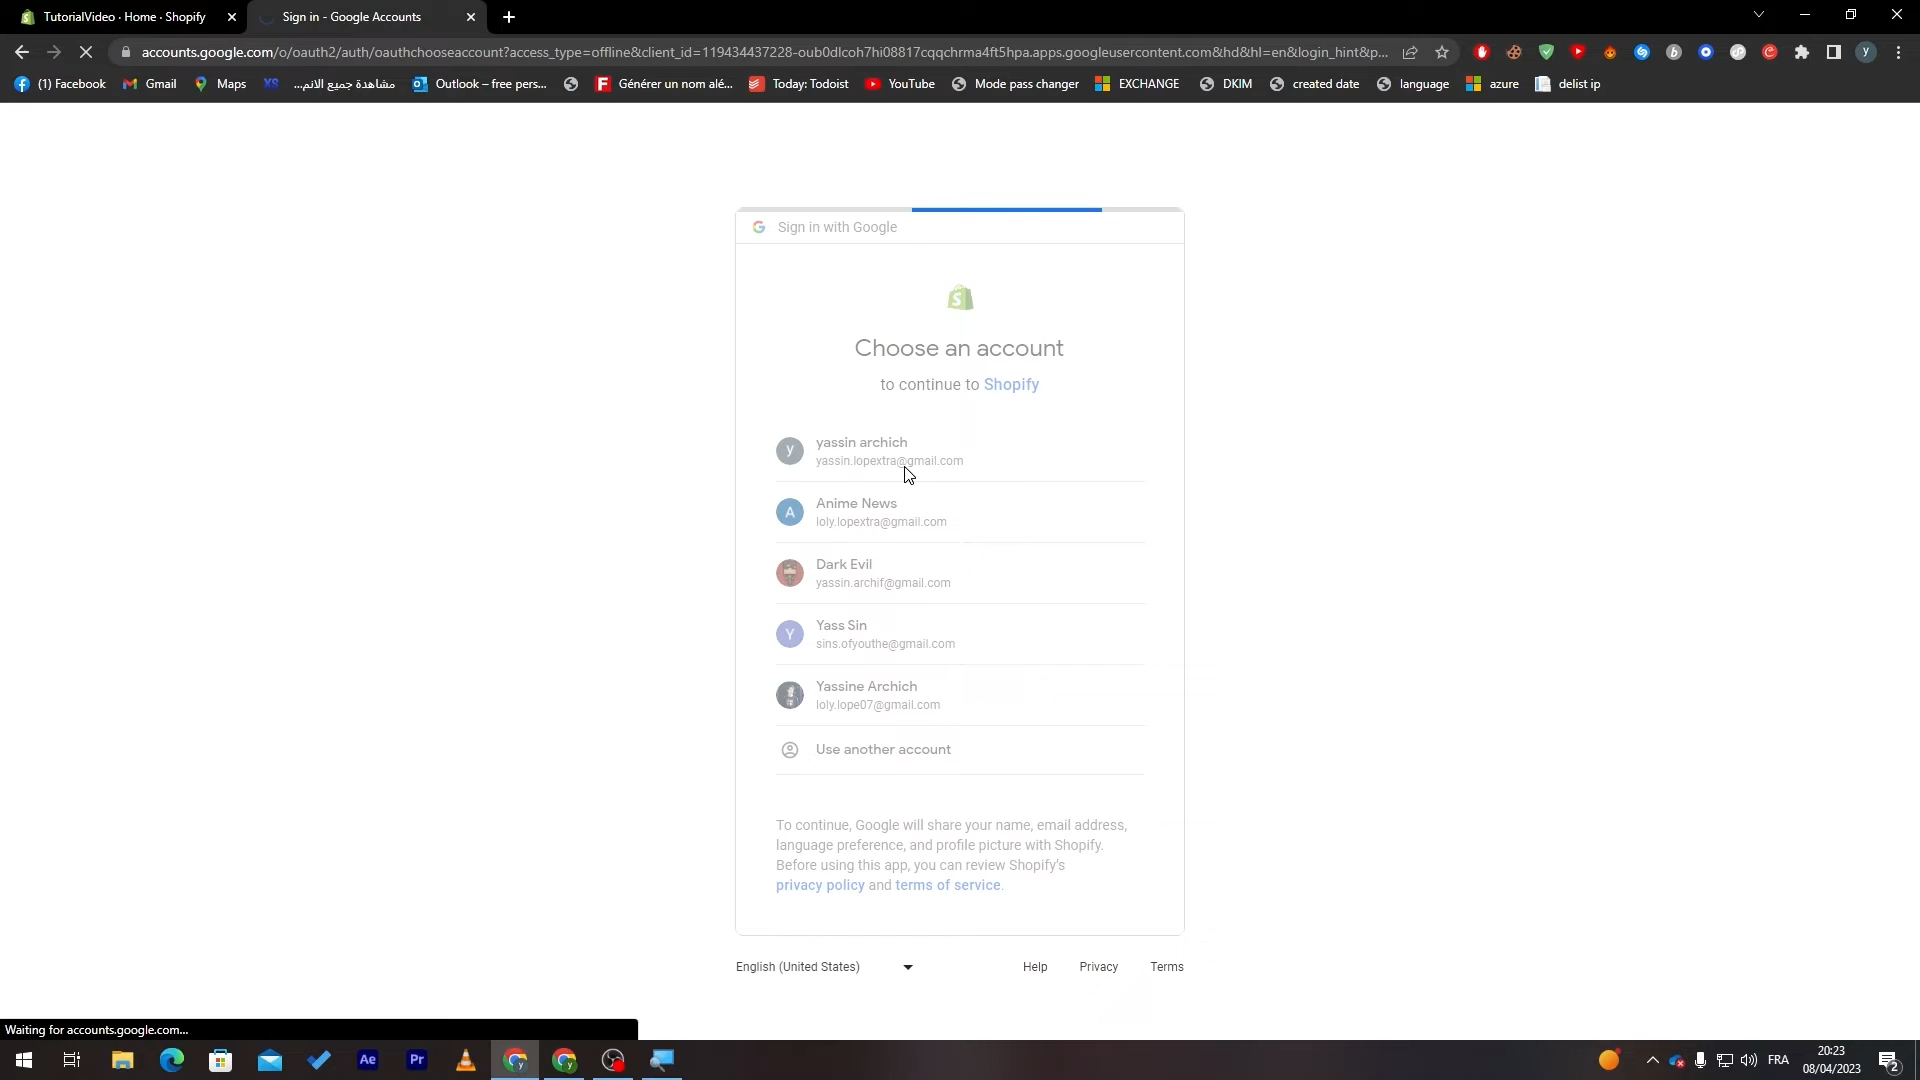 TutorialVideo · Home · Shopify
Sign in - Google Accounts
accounts.google.com/o/oauth2/auth/oauthchooseaccount?access_type=offline&client_id=119434437228-oub0dlcoh7hi08817cqqchrma4ft5hpa.apps.googleusercontent.com&hd&hl=en&login_hint&p...
(1) Facebook
Gmail
Maps
XS
مشاهدة جميع الانم...
Outlook – free pers...
Générer un nom alé...
Today: Todoist
YouTube
Mode pass changer
EXCHANGE
DKIM
created date
language
azure
delist ip
Sign in with Google
Choose an account
to continue to Shopify
yassin archich
yassin.lopextra@gmail.com
Anime News
loly.lopextra@gmail.com
Dark Evil
yassin.archif@gmail.com
Yass Sin
sins.ofyouthe@gmail.com
Yassine Archich
loly.lope07@gmail.com
Use another account
To continue, Google will share your name, email address,
language preference, and profile picture with Shopify.
Before using this app, you can review Shopify's
privacy policy and terms of service.
English (United States)
Help
Privacy
Terms
Waiting for accounts.google.com...
Ae
Pr
FRA
20:23
08/04/2023
2